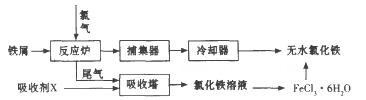 氯
气
铁屑 反应炉 捕集器 冷却器 无水氯化铁
尾气
吸收剂X 吸收塔 氯化铁溶液 FeCl₃·6H₂O